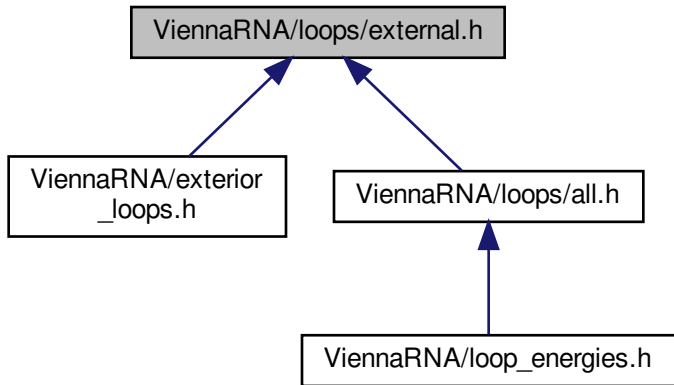 ViennaRNA/loops/external.h
ViennaRNA/exterior
_loops.h
ViennaRNA/loops/all.h
ViennaRNA/loop_energies.h